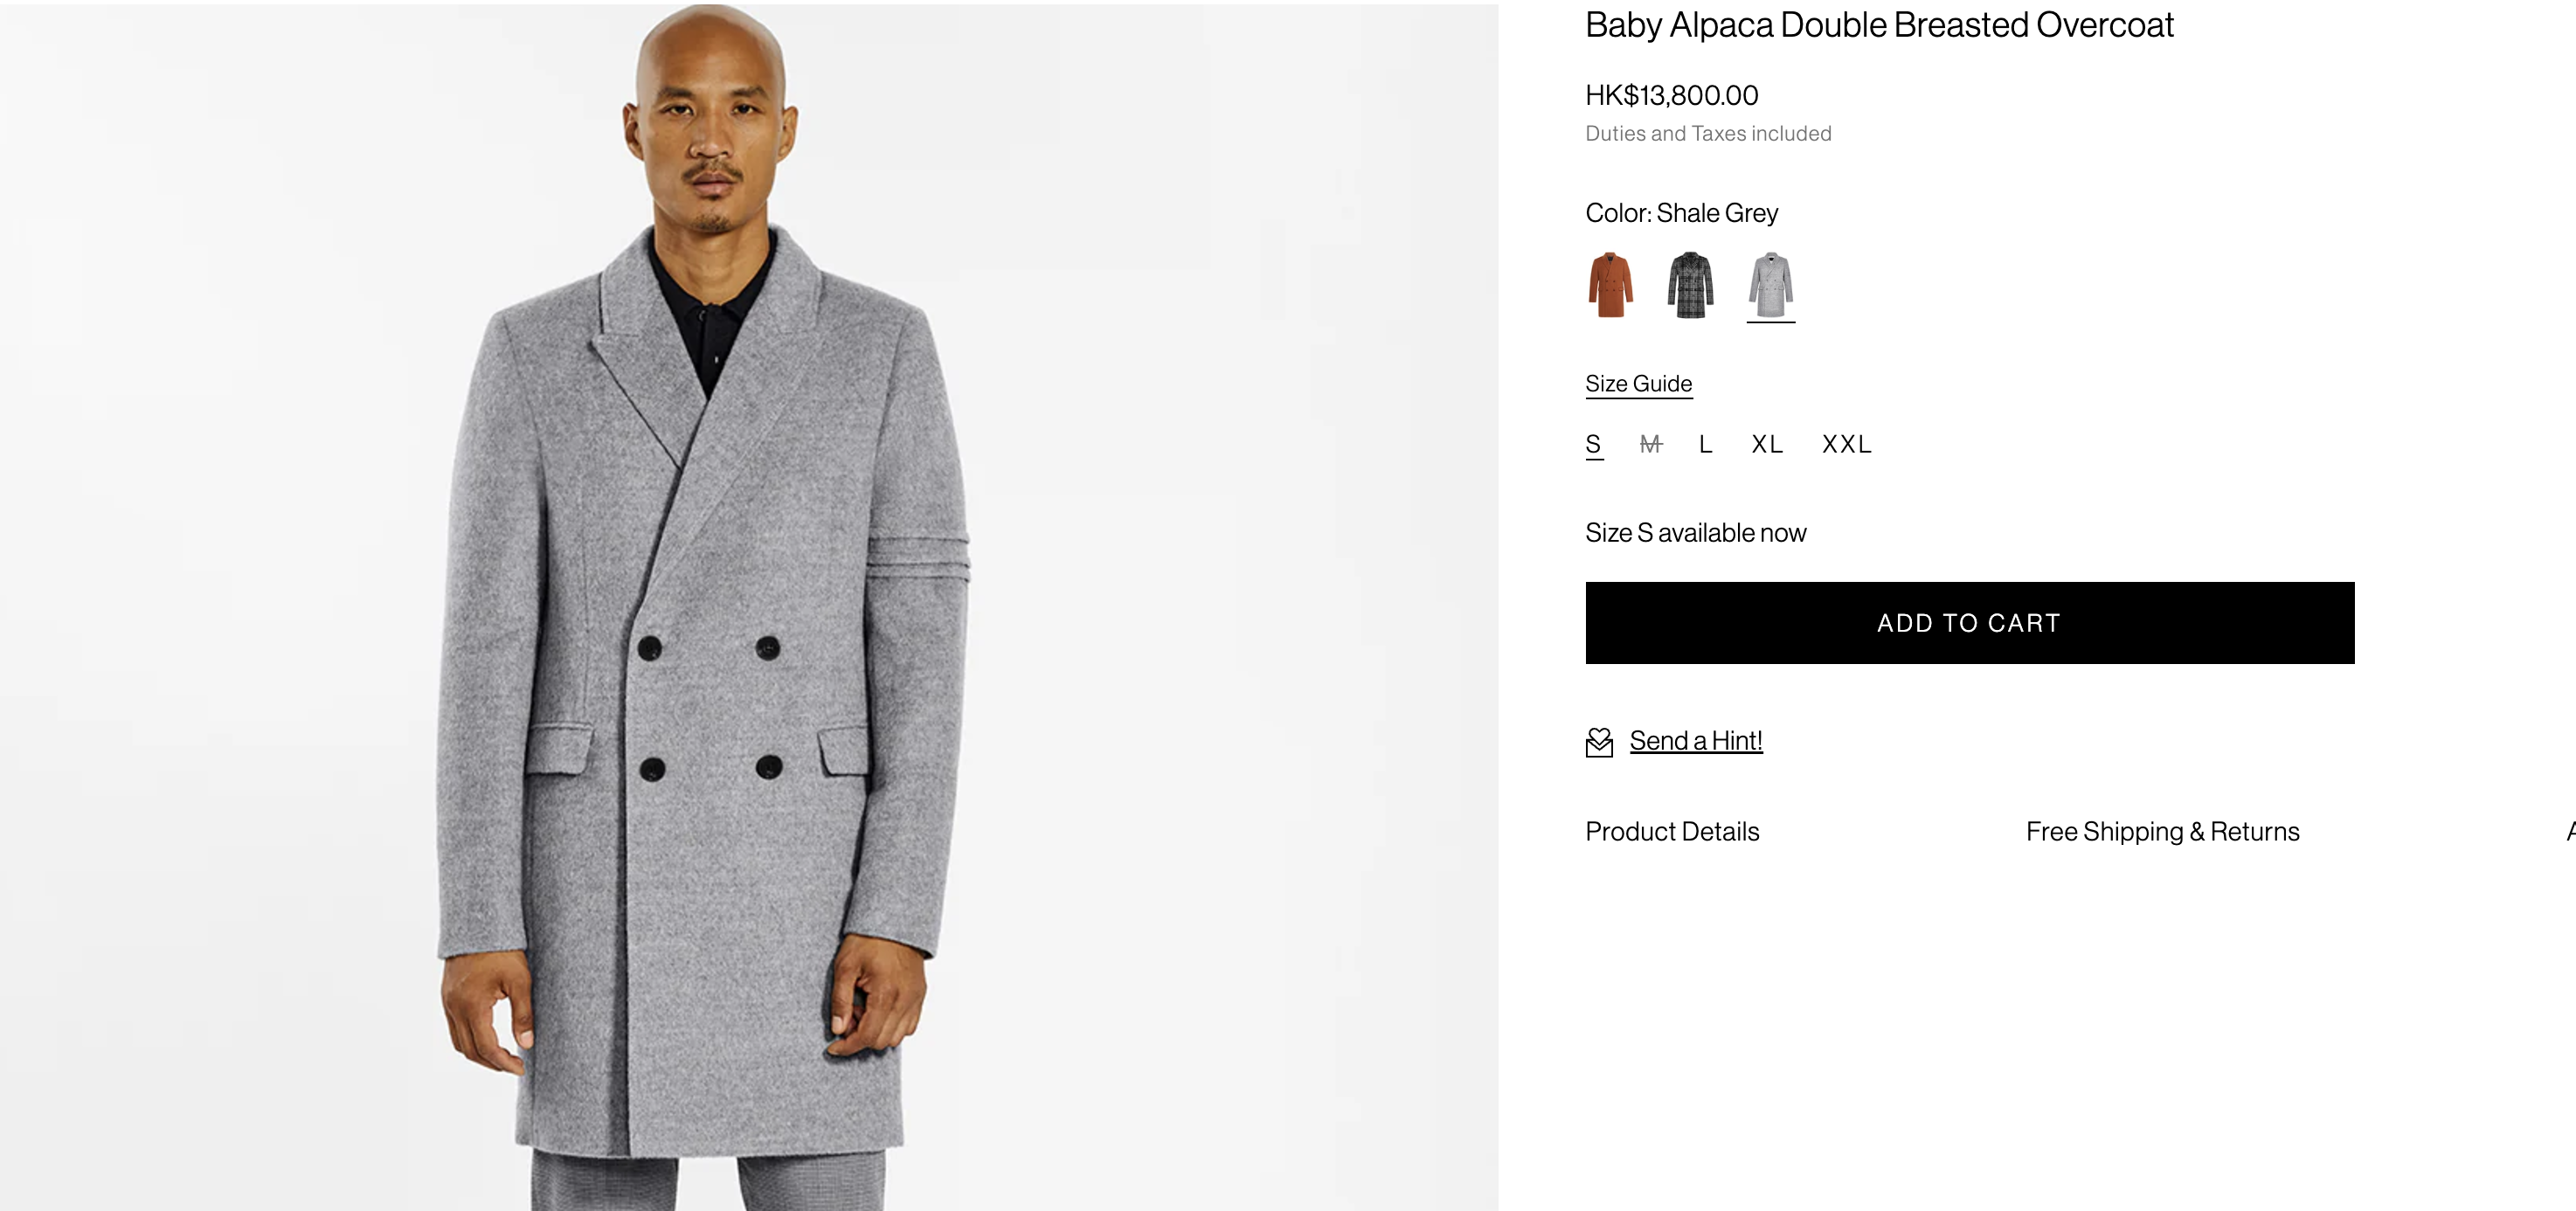 Baby Alpaca Double Breasted Overcoat
HK$13,800.00
Duties and Taxes included
Color: Shale Grey
Size Guide
S M L XL XXL
Size S available now
ADD TO CART
Send a Hint!
Product Details Free Shipping & Returns